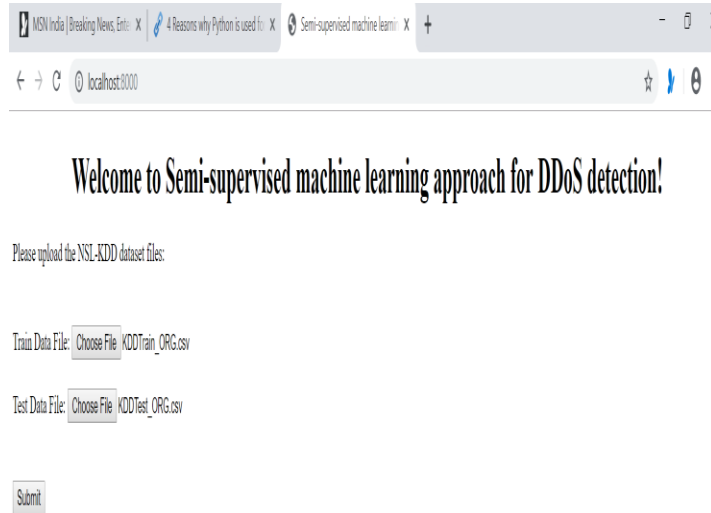 MSN India | Breaking News, Ente
4 Reasons why Python is used fo
Semi-supervised machine learnin
localhost:8000
Welcome to Semi-supervised machine learning approach for DDoS detection!
Please upload the NSL-KDD dataset files:
Train Data File: Choose File KDDTrain_ORG.csv
Test Data File: Choose File KDDTest_ORG.csv
Submit